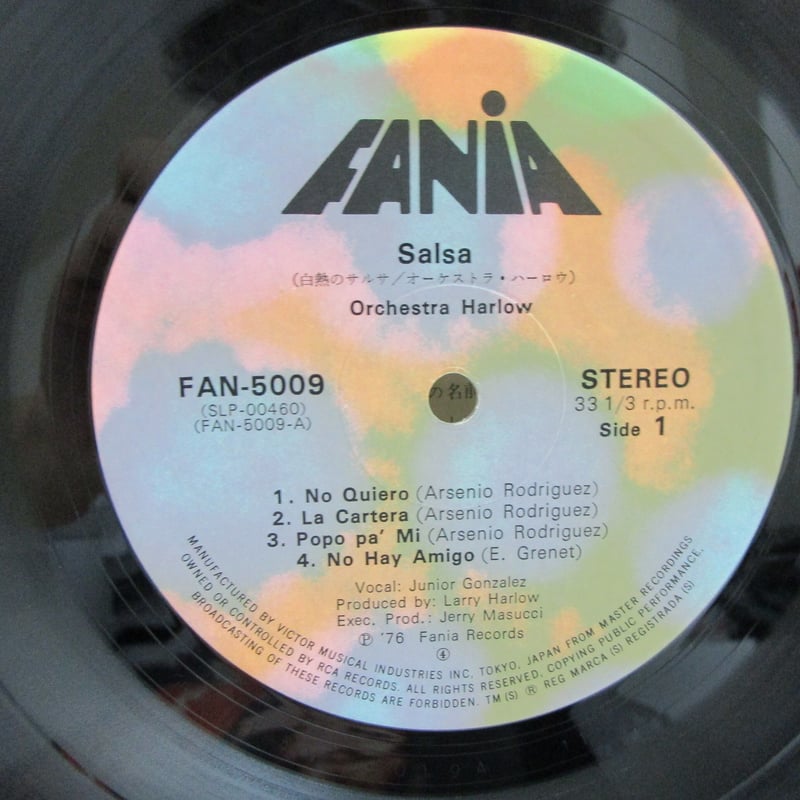 FANIA
Salsa
(白熱のサルサ/オーケストラ・ハーロウ)
Orchestra Harlow
FAN-5009
(SLP-00460)
(FAN-5009-A)
の名前
STEREO
33 1/3 r.p.m.
Side 1
1. No Quiero (Arsenio Rodriguez)
2. La Cartera (Arsenio Rodriguez)
3. Popo pa' Mi (Arsenio Rodriguez)
4. No Hay Amigo (E. Grenet)
Vocal: Junior Gonzalez
Produced by: Larry Harlow
Exec. Prod.: Jerry Masucci
Ⓟ '76 Fania Records
④
MANUFACTURED BY VICTOR MUSICAL INDUSTRIES INC. TOKYO, JAPAN FROM MASTER RECORDINGS
OWNED OR CONTROLLED BY RCA RECORDS. ALL RIGHTS RESERVED. COPYING PUBLIC PERFORMANCE.
BROADCASTING OF THESE RECORDS ARE FORBIDDEN. TM (S) ® REG MARCA (S) REGISTRADA (S)